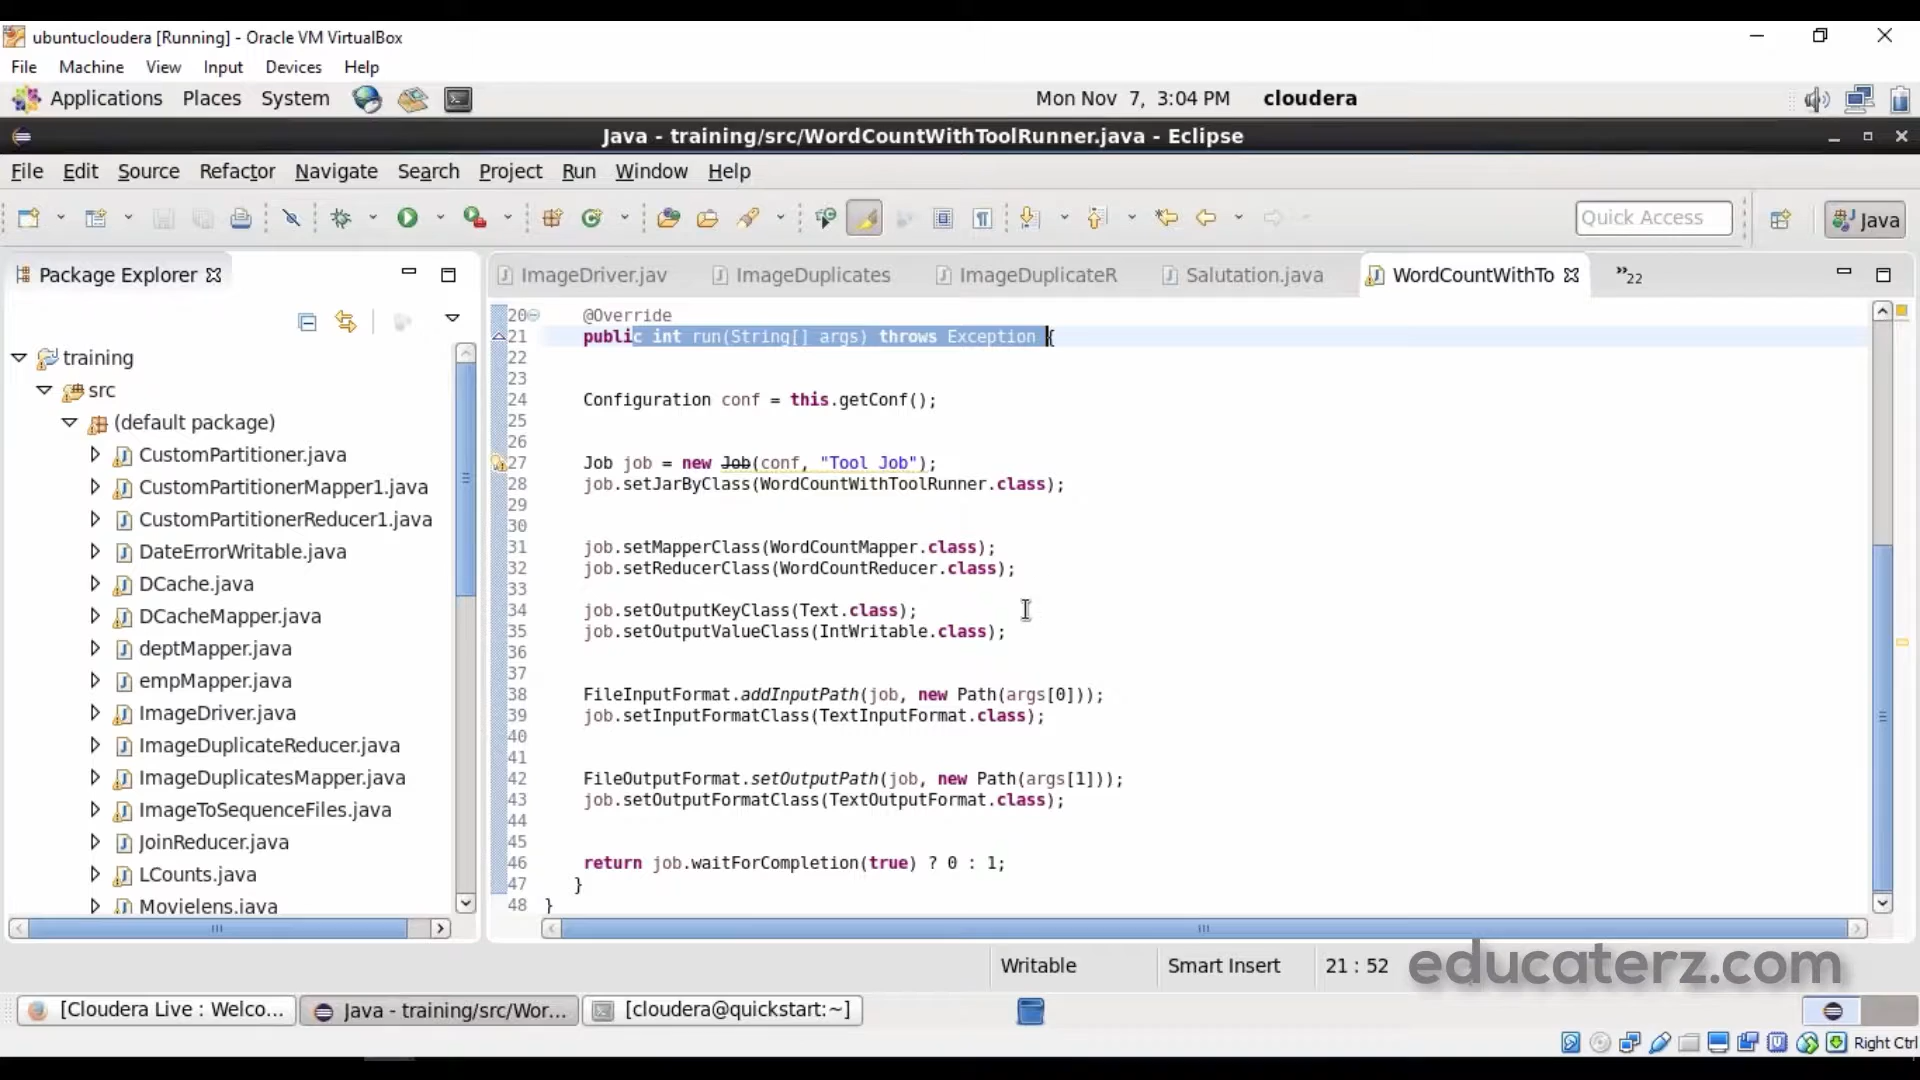 ubuntucloudera [Running] - Oracle VM VirtualBox
File Machine View Input Devices Help
Applications Places System Mon Nov 7, 3:04 PM cloudera
Java - training/src/WordCountWithToolRunner.java - Eclipse
File Edit Source Refactor Navigate Search Run Project Window Help
Quick Access Java
Package Explorer
ImageDriver.jav ImageDuplicates ImageDuplicateR Salutation.java WordCountWithTo »22
training
src
(default package)
CustomPartitioner.java
CustomPartitionerMapper1.java
CustomPartitionerReducer1.java
DateErrorWritable.java
DCache.java
DCacheMapper.java
deptMapper.java
empMapper.java
ImageDriver.java
ImageDuplicateReducer.java
ImageDuplicatesMapper.java
ImageToSequenceFiles.java
JoinReducer.java
LCounts.java
Movielens.java
20 @Override
21 public int run(String[] args) throws Exception {
22
23
24 Configuration conf = this.getConf();
25
26
27 Job job = new Job(conf, "Tool Job");
28 job.setJarByClass(WordCountWithToolRunner.class);
29
30
31 job.setMapperClass(WordCountMapper.class);
32 job.setReducerClass(WordCountReducer.class);
33
34 job.setOutputKeyClass(Text.class);
35 job.setOutputValueClass(IntWritable.class);
36
37
38 FileInputFormat.addInputPath(job, new Path(args[0]));
39 job.setInputFormatClass(TextInputFormat.class);
40
41
42 FileOutputFormat.setOutputPath(job, new Path(args[1]));
43 job.setOutputFormatClass(TextOutputFormat.class);
44
45
46 return job.waitForCompletion(true) ? 0 : 1;
47 }
48 }
Writable Smart Insert 21 : 52
educaterz.com
[Cloudera Live : Welco... Java - training/src/Wor... [cloudera@quickstart:~]
Right Ctrl